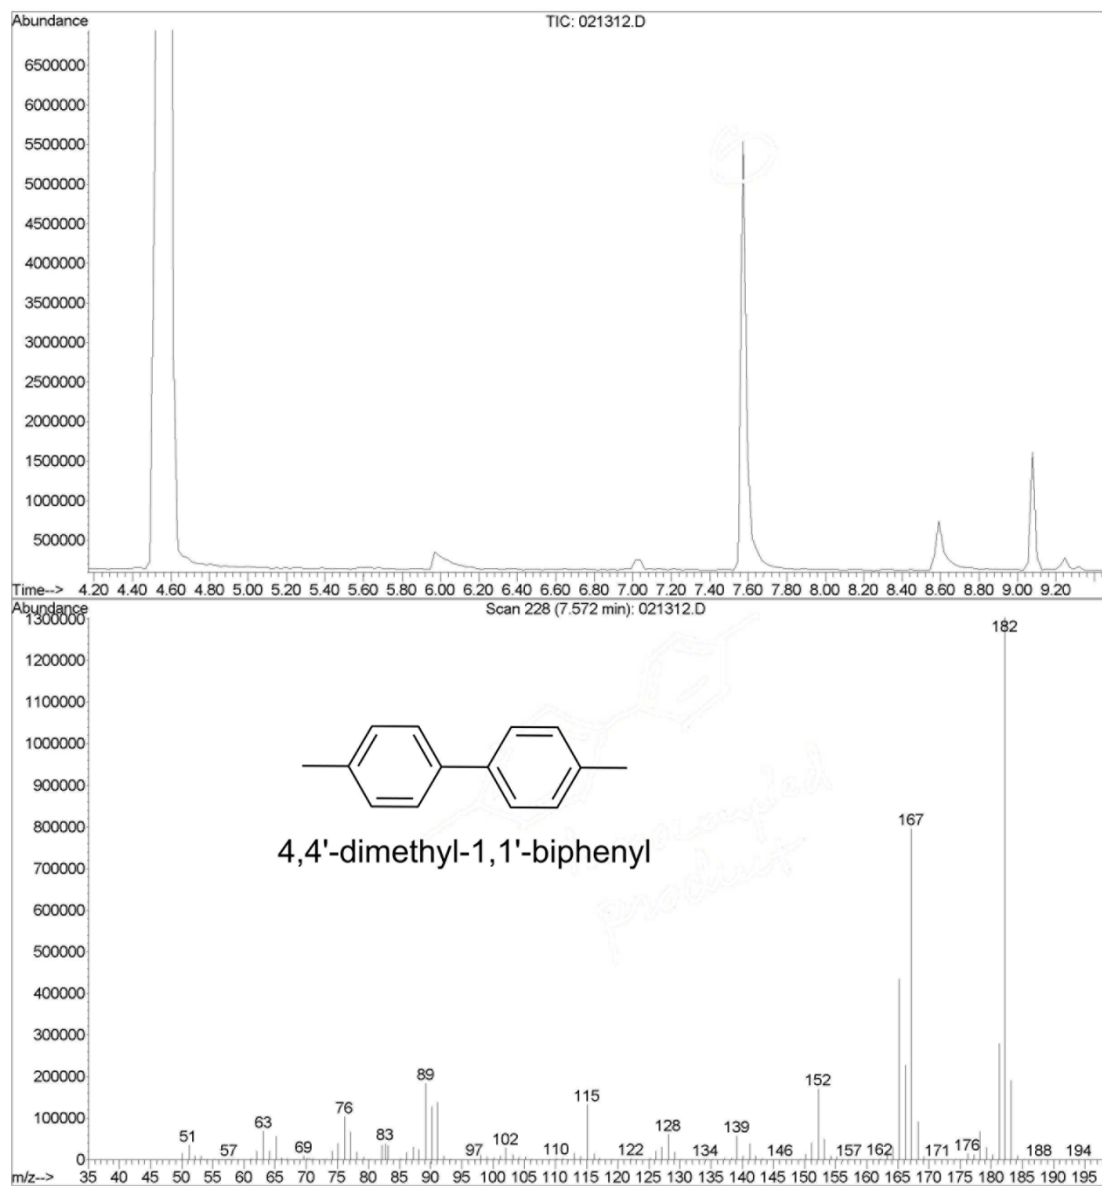 Abundance
TIC: 021312.D
6500000
6000000
5500000
5000000
4500000
4000000
3500000
3000000
2500000
2000000
1500000
1000000
500000
Time--> 4.20 4.40 4.60 4.80 5.00 5.20 5.40 5.60 5.80 6.00 6.20 6.40 6.60 6.80 7.00 7.20 7.40 7.60 7.80 8.00 8.20 8.40 8.60 8.80 9.00 9.20
Abundance
Scan 228 (7.572 min): 021312.D
1300000
1200000
1100000
1000000
900000
800000
700000
600000
500000
400000
300000
200000
100000
0
182
167
4,4'-dimethyl-1,1'-biphenyl
homocoupled
product
51 57 63 69 76 83 89 97 102 110 115 122 128 134 139 146 152 157 162 171 176 188 194
m/z--> 35 40 45 50 55 60 65 70 75 80 85 90 95 100 105 110 115 120 125 130 135 140 145 150 155 160 165 170 175 180 185 190 195